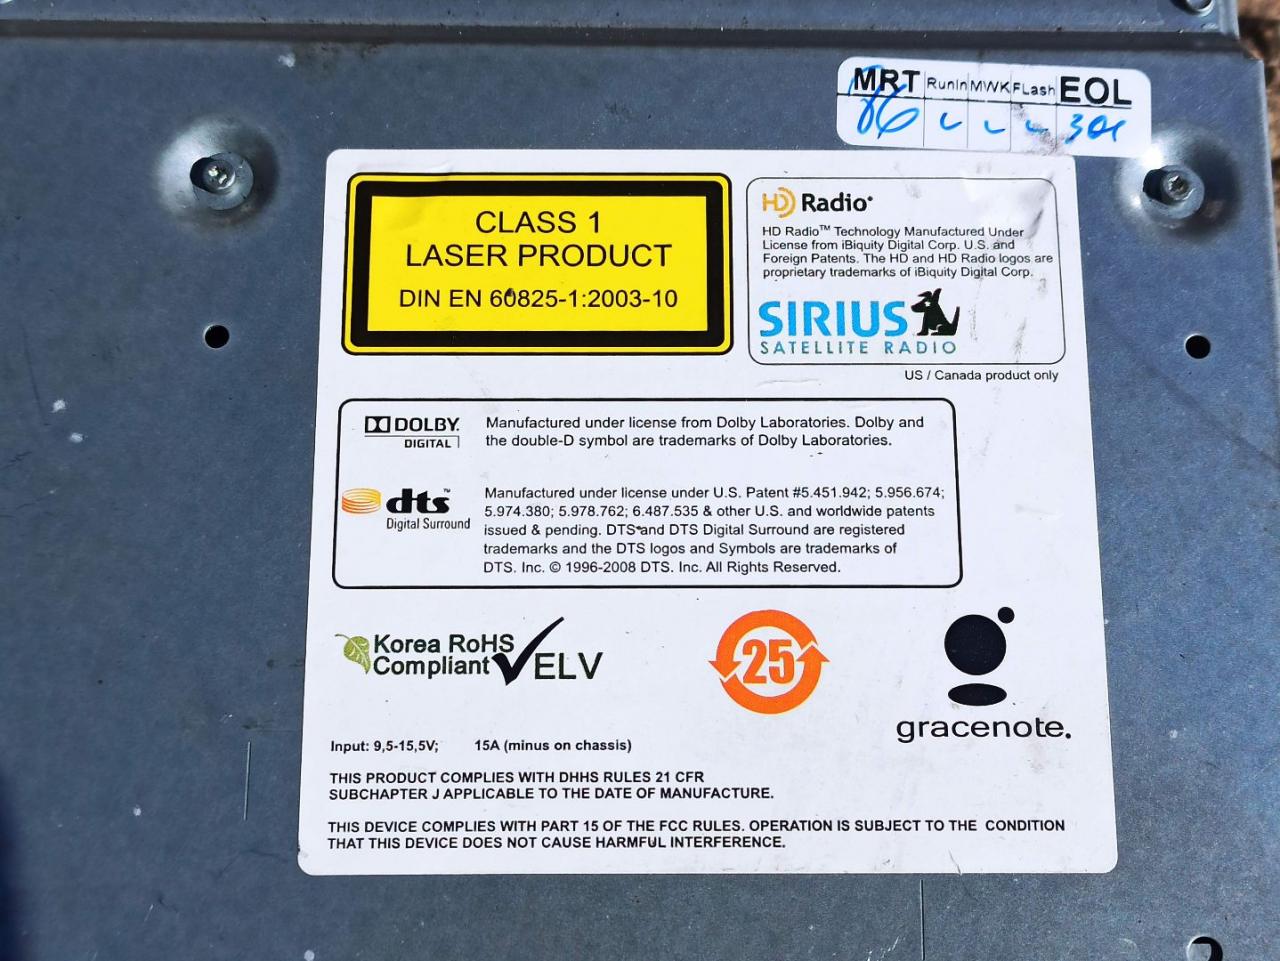 MRT RunIn MWK FLash EOL
86
CLASS 1
LASER PRODUCT
DIN EN 60825-1:2003-10
HD Radio
HD Radio™ Technology Manufactured Under
License from iBiquity Digital Corp. U.S. and
Foreign Patents. The HD and HD Radio logos are
proprietary trademarks of iBiquity Digital Corp.
SIRIUS
SATELLITE RADIO
US / Canada product only
DOLBY
DIGITAL
Manufactured under license from Dolby Laboratories. Dolby and
the double-D symbol are trademarks of Dolby Laboratories.
dts™
Digital Surround
Manufactured under license under U.S. Patent #5.451.942; 5.956.674;
5.974.380; 5.978.762; 6.487.535 & other U.S. and worldwide patents
issued & pending. DTS and DTS Digital Surround are registered
trademarks and the DTS logos and Symbols are trademarks of
DTS. Inc. © 1996-2008 DTS. Inc. All Rights Reserved.
Korea RoHS
Compliant ELV
25
gracenote.
Input: 9,5-15,5V; 15A (minus on chassis)
THIS PRODUCT COMPLIES WITH DHHS RULES 21 CFR
SUBCHAPTER J APPLICABLE TO THE DATE OF MANUFACTURE.
THIS DEVICE COMPLIES WITH PART 15 OF THE FCC RULES. OPERATION IS SUBJECT TO THE CONDITION
THAT THIS DEVICE DOES NOT CAUSE HARMFUL INTERFERENCE.